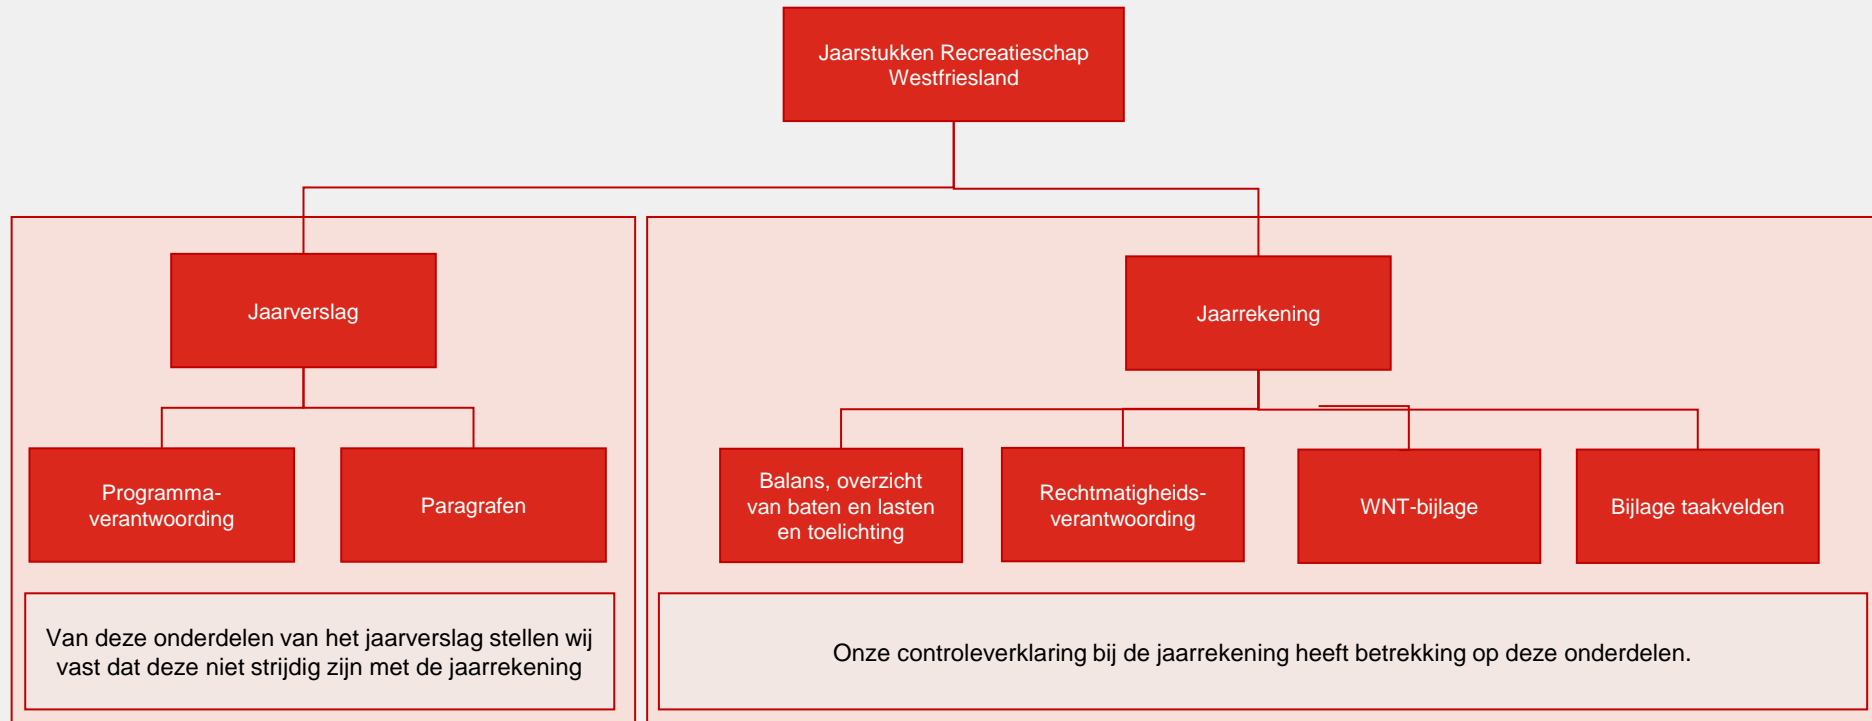 Jaarstukken Recreatieschap
Westfriesland
Jaarverslag
Jaarrekening
Programma-
verantwoording
Paragrafen
Balans, overzicht
van baten en lasten
en toelichting
Rechtmatigheids-
verantwoording
WNT-bijlage
Bijlage taakvelden
Van deze onderdelen van het jaarverslag stellen wij
vast dat deze niet strijdig zijn met de jaarrekening
Onze controleverklaring bij de jaarrekening heeft betrekking op deze onderdelen.